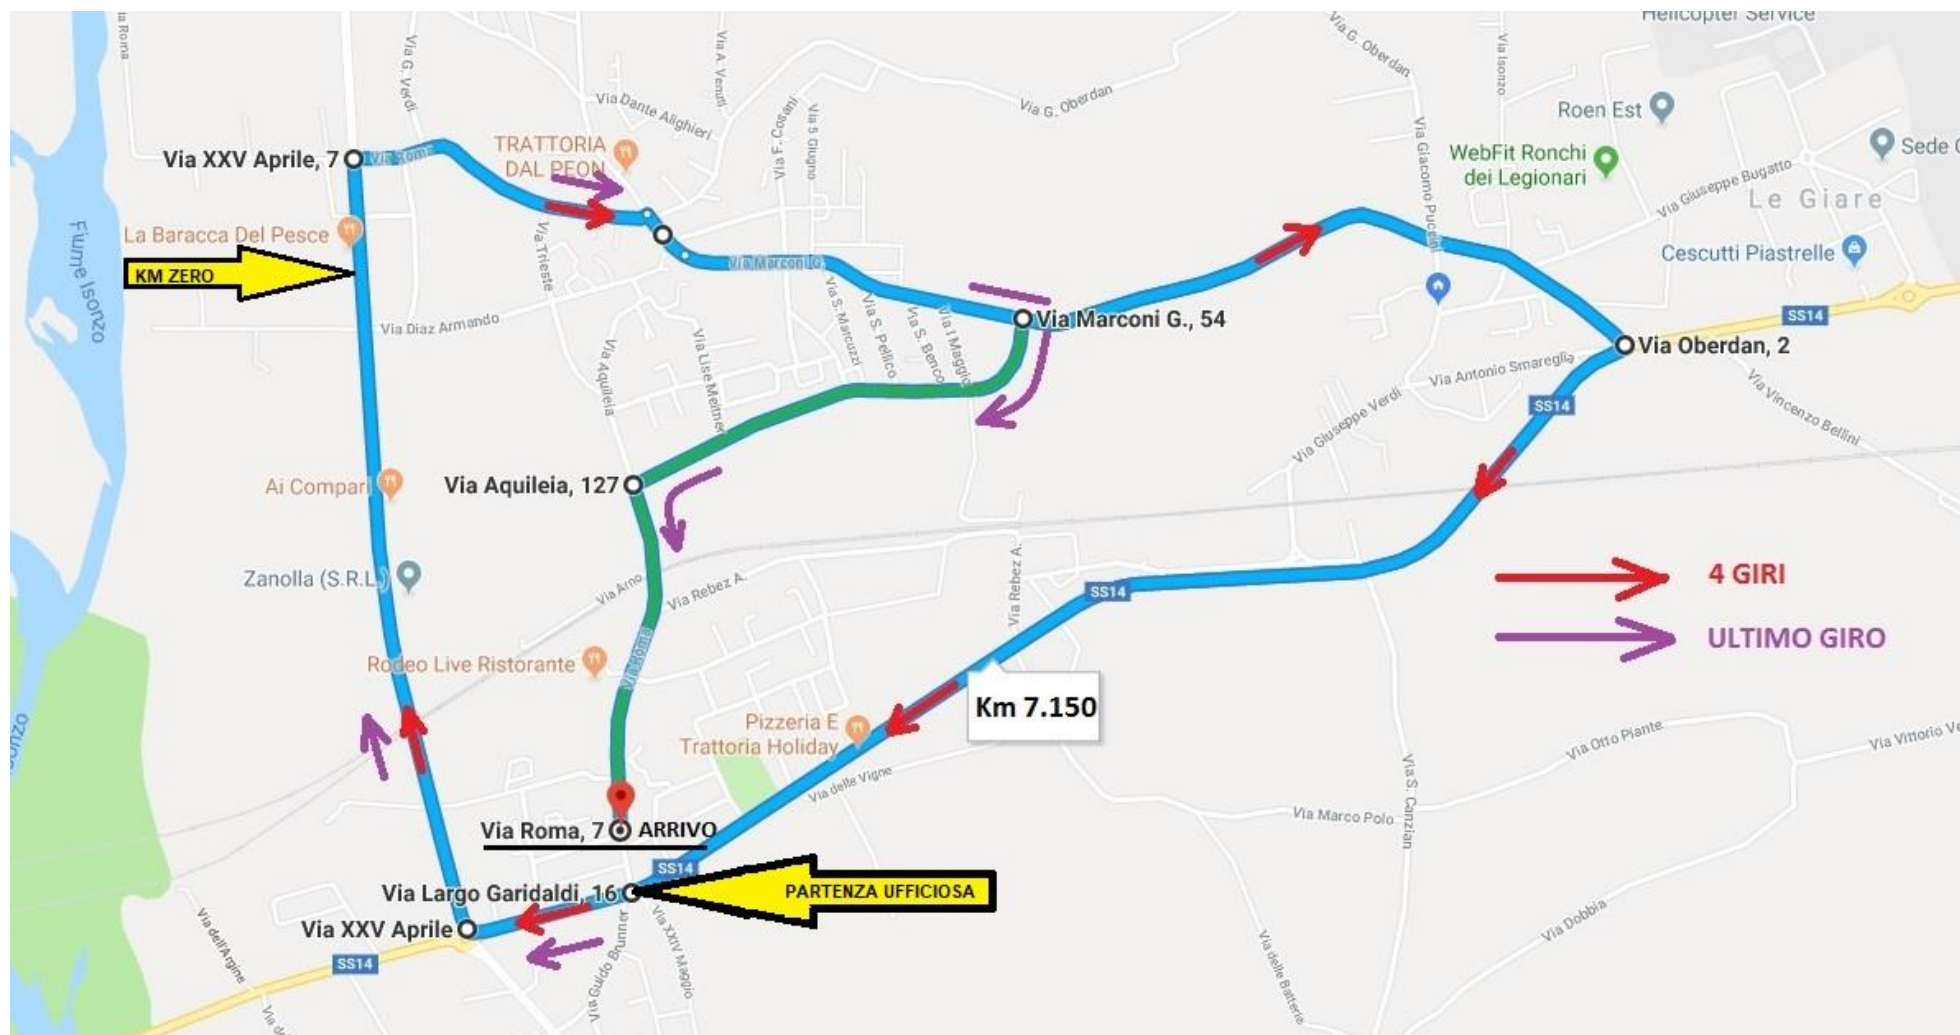 Helicopter Service
ia Roma
Via G. Verdi
Via A. Venuti
Via G. Oberdan
Via Isonzo
Via Dante Alighieri
Via G. Oberdan
Roen Est
Via F. Cosani
Via 5 Giugno
TRATTORIA
DAL PEON
Via XXV Aprile, 7
Via Roma
WebFit Ronchi
dei Legionari
Sede
Via Giacomo Puccini
Via Giuseppe Bugatto
Le Giare
La Baracca Del Pesce
Fiume Isonzo
Via Trieste
Via Marconi G.
Cescutti Piastrelle
KM ZERO
Via Diaz Armando
Via S. Marcuzzi
Via S. Pellico
Via S. Benco
Via I Maggio
Via Marconi G., 54
SS14
Via Oberdan, 2
Via Aquileia
Via Lise Meitner
Via Antonio Smareglia
Via Giuseppe Verdi
SS14
Via Vincenzo Bellini
Ai Compari
Via Aquileia, 127
Zanolla (S.R.L.)
Via Arno
Via Rebez A.
Via Rebez A.
SS14
4 GIRI
ULTIMO GIRO
Rodeo Live Ristorante
Via Roma
Km 7.150
onzo
Pizzeria E
Trattoria Holiday
Via delle Vigne
Via Otto Piante
Via Vittorio Ve
Via S. Canzian
Via Marco Polo
Via Roma, 7
ARRIVO
SS14
Via Largo Garidaldi, 16
PARTENZA UFFICIOSA
Via XXV Aprile
SS14
Via dell'Argine
Via Guido Brunner
Via XXIV Maggio
Via delle Batteria
Via Dobbia